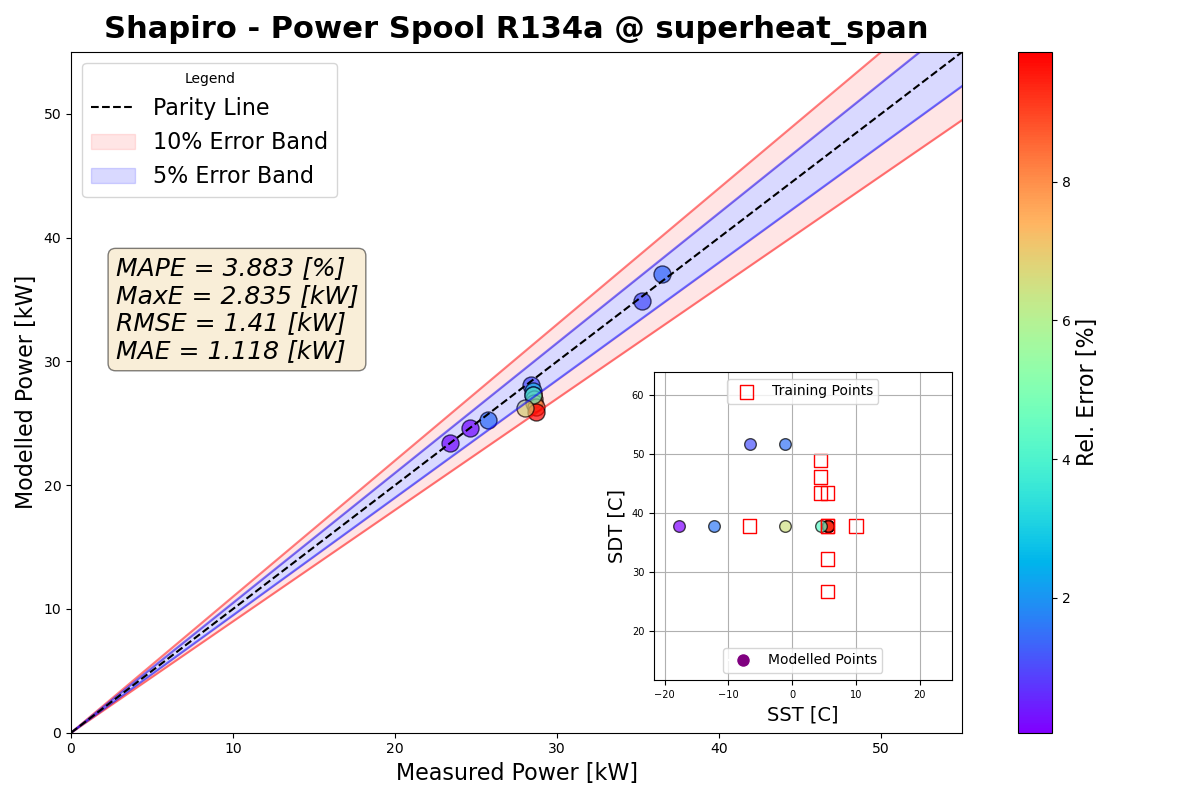 Shapiro - Power Spool R134a @ superheat_span
Legend
Parity Line
10% Error Band
5% Error Band
MAPE = 3.883 [%]
MaxE = 2.835 [kW]
RMSE = 1.41 [kW]
MAE = 1.118 [kW]
Modelled Power [kW]
50
40
30
20
10
0
0 10 20 30 40 50
Measured Power [kW]
Training Points
Modelled Points
SDT [C]
60
50
40
30
20
−20 −10 0 10 20
SST [C]
8
6
4
2
Rel. Error [%]